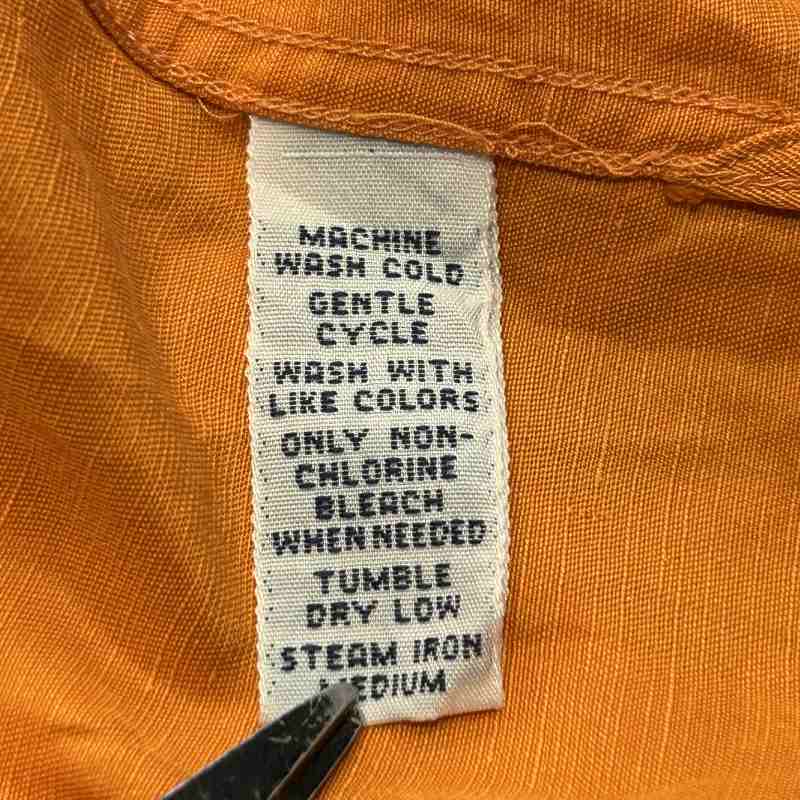 MACHINE
WASH COLD
GENTLE
CYCLE
WASH WITH
LIKE COLORS
ONLY NON-
CHLORINE
BLEACH
WHEN NEEDED
TUMBLE
DRY LOW
STEAM IRON
MEDIUM